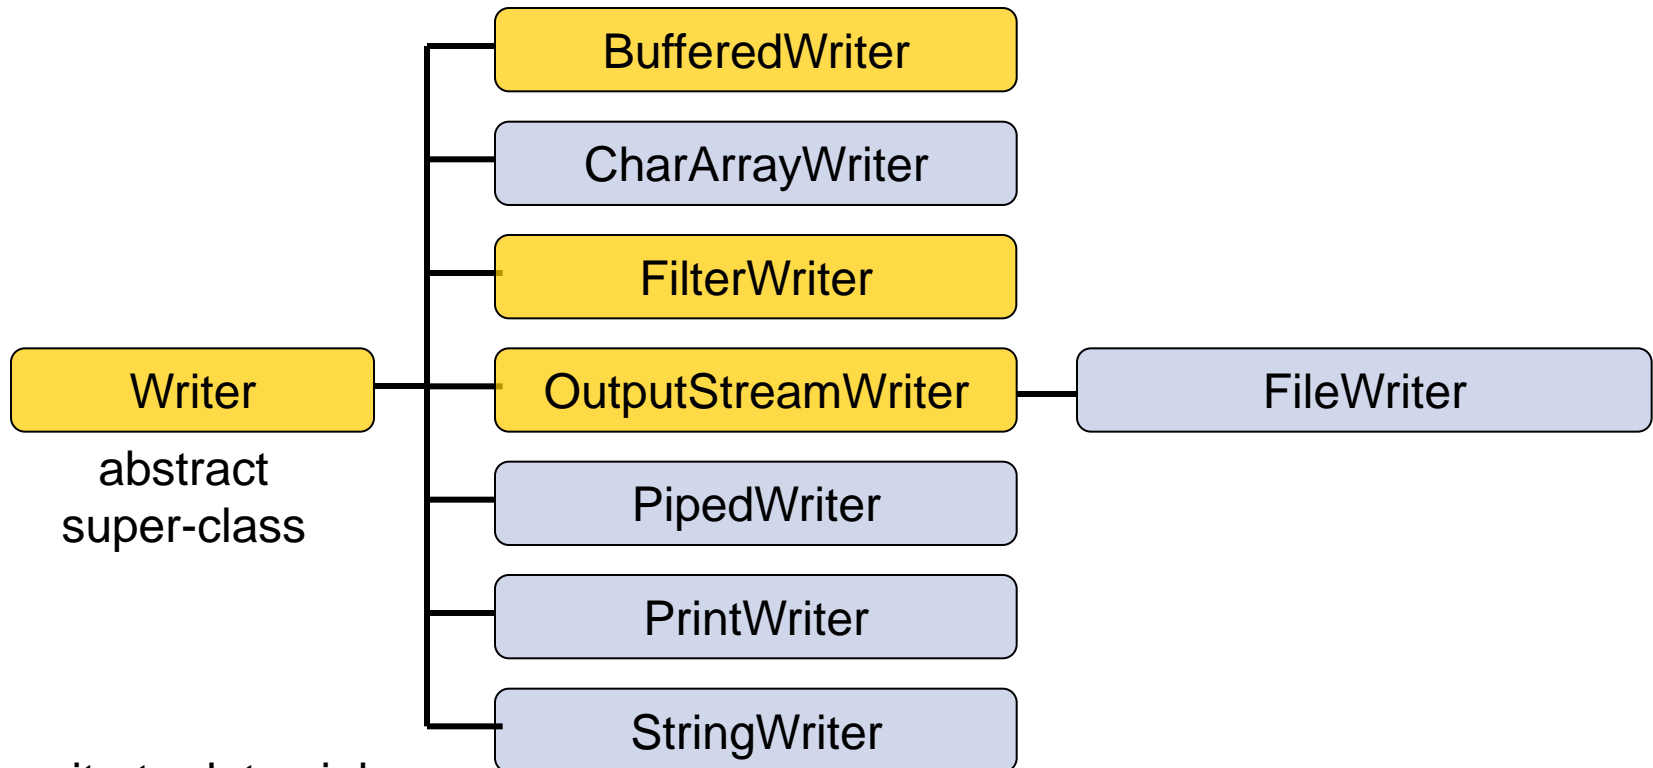 BufferedWriter
CharArrayWriter
FilterWriter
Writer
OutputStreamWriter
FileWriter
abstract
super-class
PipedWriter
PrintWriter
StringWriter